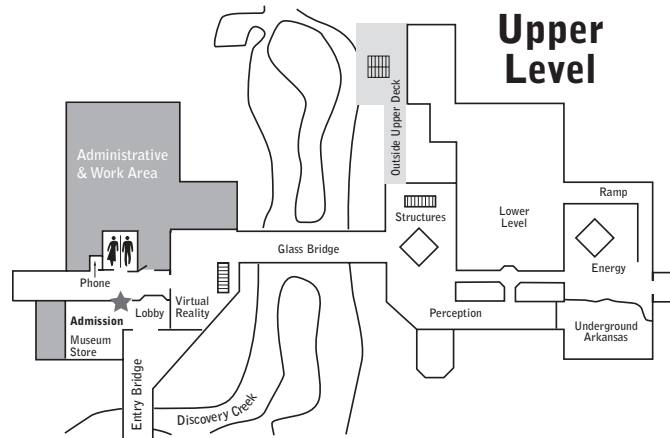 Upper
Level
Outside Upper Deck
Administrative
& Work Area
Ramp
Structures
Lower
Level
Glass Bridge
Energy
Phone
Virtual
Reality
Lobby
Admission
Perception
Museum
Store
Underground
Arkansas
Entry Bridge
Discovery Creek